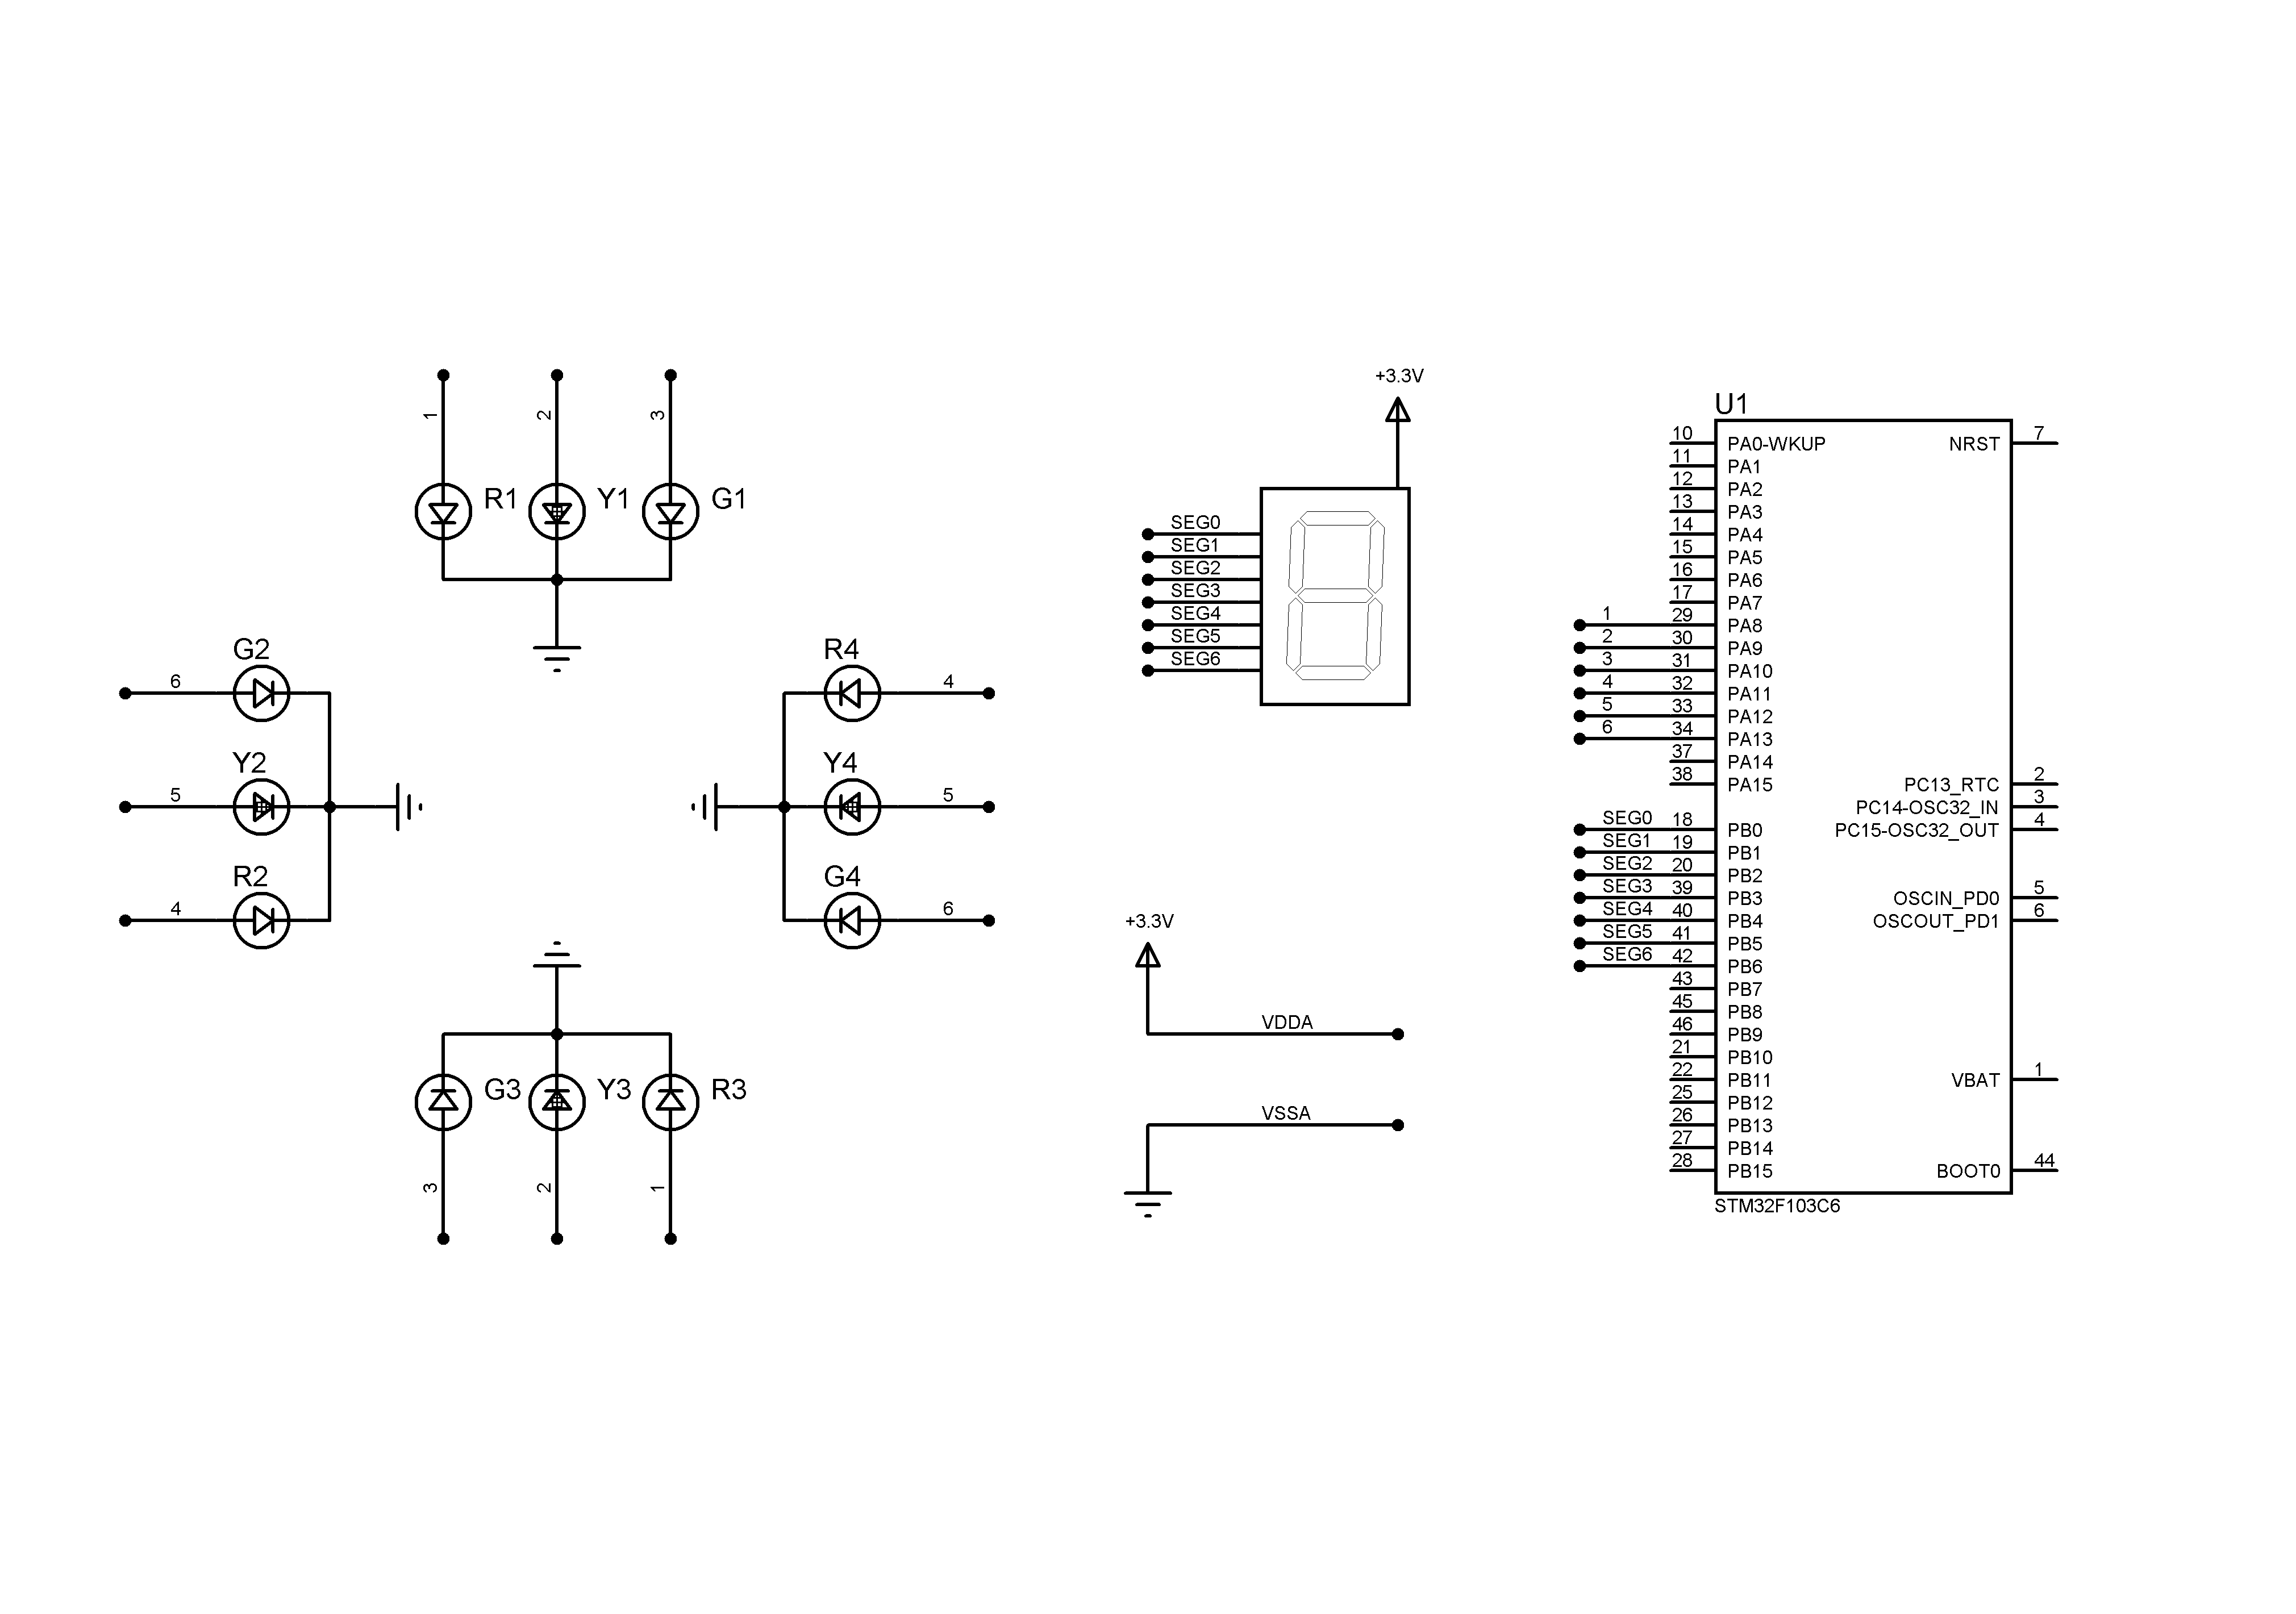 1
2
3
R1
Y1
G1
G2
6
Y2
5
R2
4
R4
4
Y4
5
G4
6
G3
Y3
R3
3
2
1
+3.3V
SEG0
SEG1
SEG2
SEG3
SEG4
SEG5
SEG6
+3.3V
VDDA
VSSA
U1
10 PA0-WKUP NRST 7
11 PA1
12 PA2
13 PA3
14 PA4
15 PA5
16 PA6
17 PA7
1 29 PA8
2 30 PA9
3 31 PA10
4 32 PA11
5 33 PA12
6 34 PA13
37 PA14
38 PA15 PC13_RTC 2
PC14-OSC32_IN 3
SEG0 18 PB0 PC15-OSC32_OUT 4
SEG1 19 PB1
SEG2 20 PB2
SEG3 39 PB3 OSCIN_PD0 5
SEG4 40 PB4 OSCOUT_PD1 6
SEG5 41 PB5
SEG6 42 PB6
43 PB7
45 PB8
46 PB9
21 PB10
22 PB11 VBAT 1
25 PB12
26 PB13
27 PB14
28 PB15 BOOT0 44
STM32F103C6